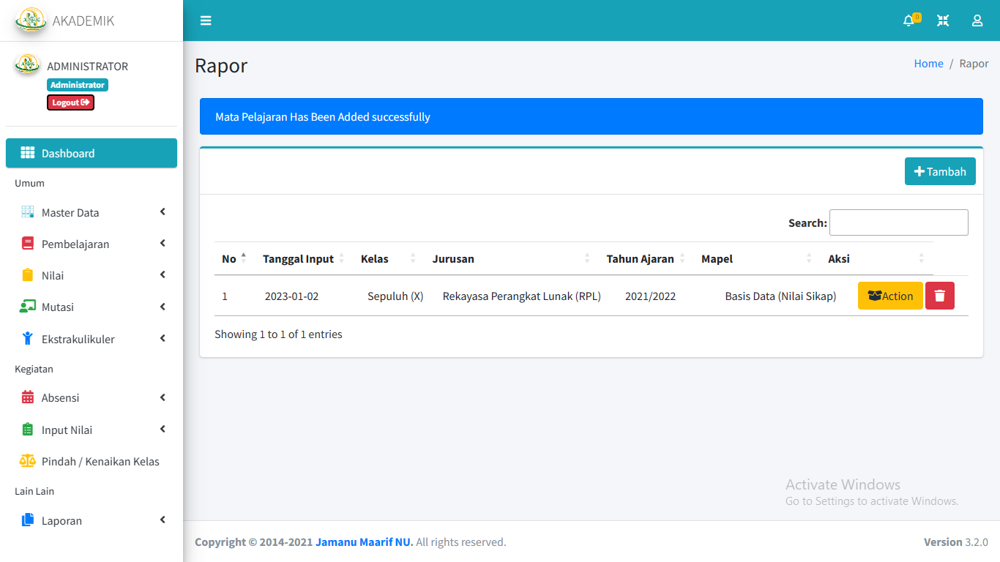 AKADEMIK
0
ADMINISTRATOR
Administrator
Logout
Dashboard
Umum
Master Data
Pembelajaran
Nilai
Mutasi
Ekstrakulikuler
Kegiatan
Absensi
Input Nilai
Pindah / Kenaikan Kelas
Lain Lain
Laporan
Rapor
Home / Rapor
Mata Pelajaran Has Been Added successfully
Tambah
Search:
No Tanggal Input Kelas Jurusan Tahun Ajaran Mapel Aksi
1 2023-01-02 Sepuluh (X) Rekayasa Perangkat Lunak (RPL) 2021/2022 Basis Data (Nilai Sikap) Action
Showing 1 to 1 of 1 entries
Activate Windows
Go to Settings to activate Windows.
Copyright © 2014-2021 Jamanu Maarif NU. All rights reserved.
Version 3.2.0